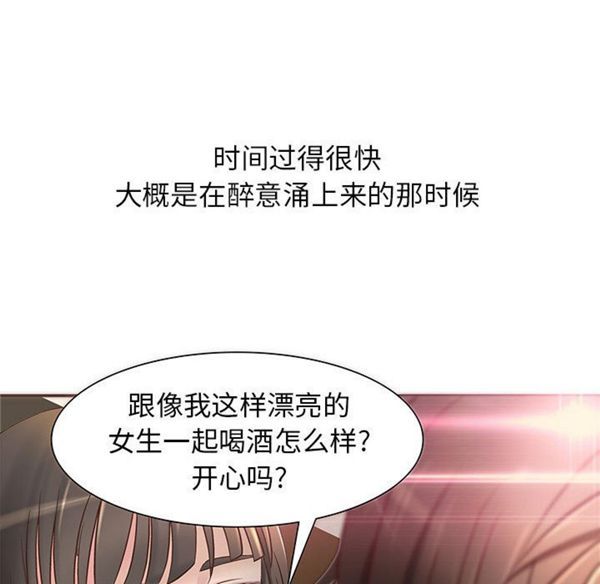 时间过得很快
大概是在醉意涌上来的那时候
跟像我这样漂亮的
女生一起喝酒怎么样?
开心吗?